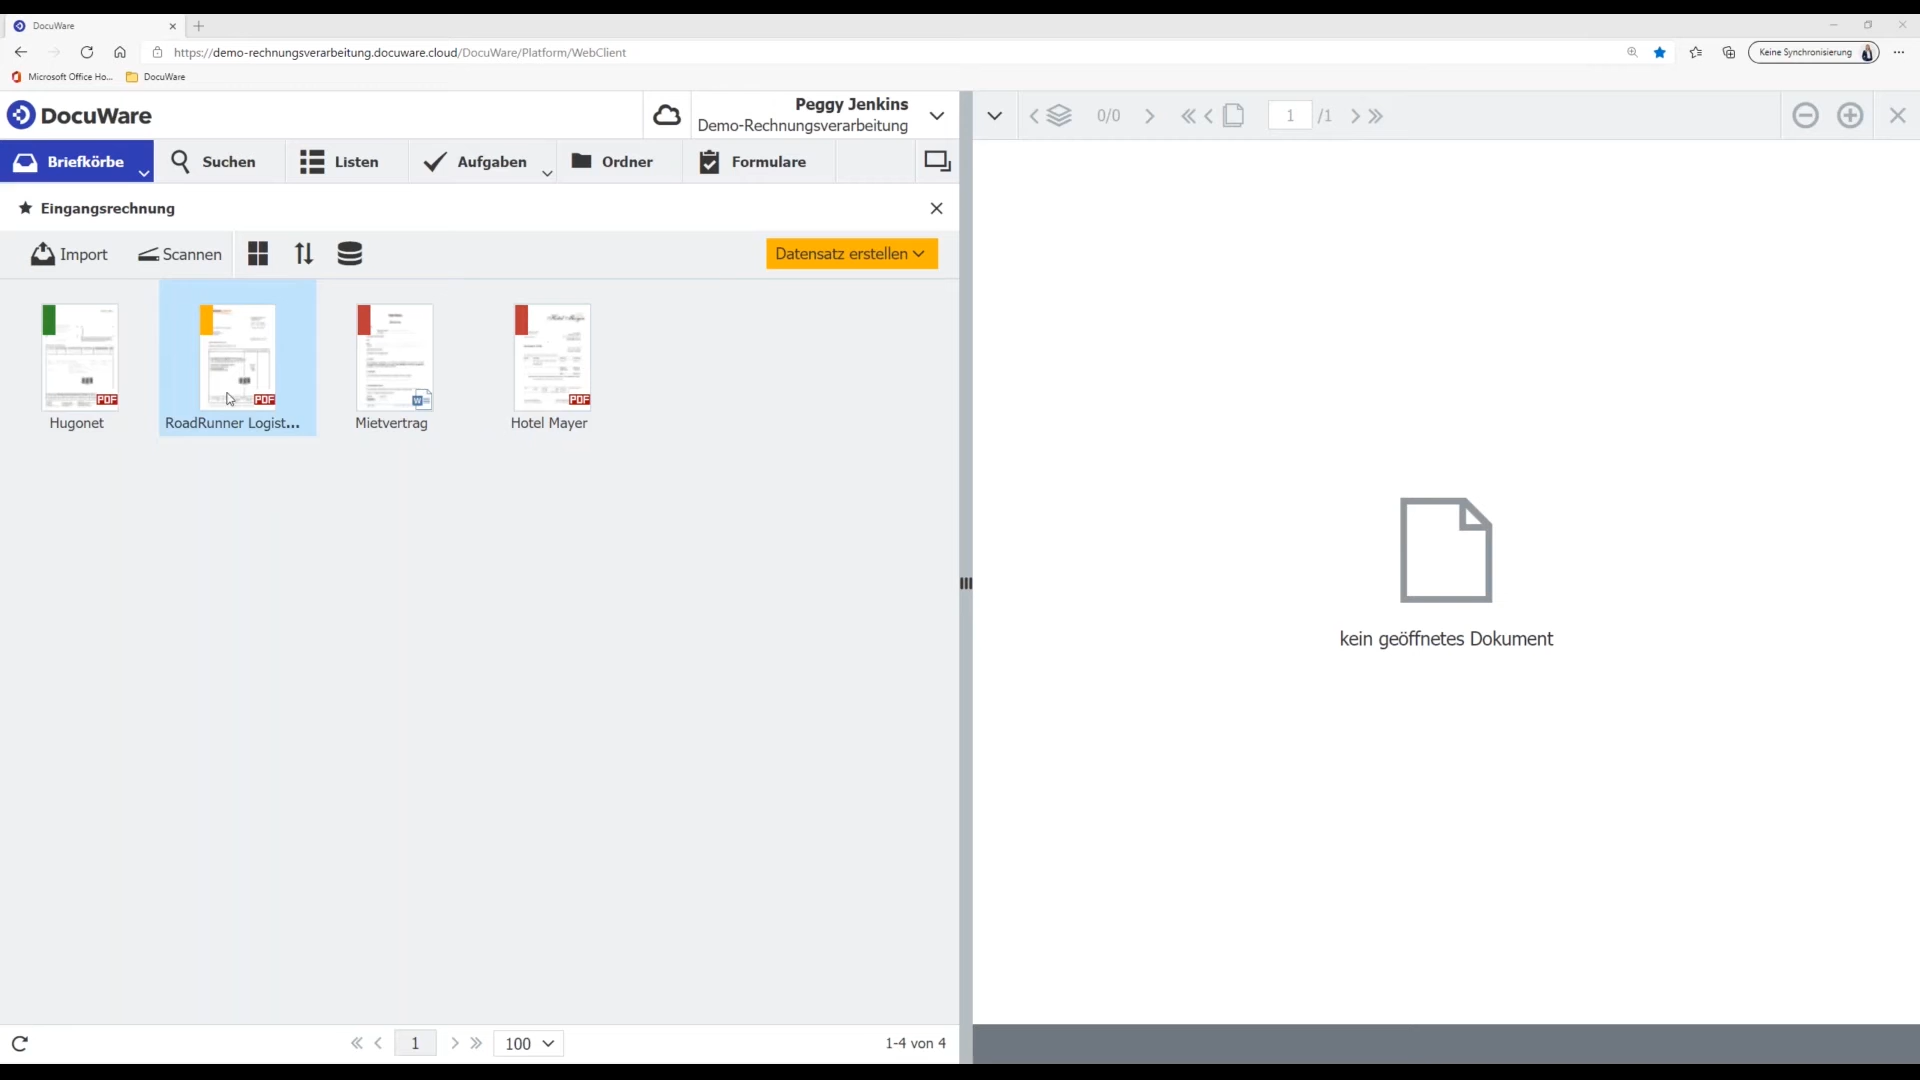 DocuWare
https://demo-rechnungsverarbeitung.docuware.cloud/DocuWare/Platform/WebClient
Keine Synchronisierung
Microsoft Office Ho...
DocuWare
DocuWare
Peggy Jenkins
Demo-Rechnungsverarbeitung
0/0
1 /1
Briefkörbe
Suchen
Listen
Aufgaben
Ordner
Formulare
Eingangsrechnung
Import
Scannen
Datensatz erstellen
PDF
PDF
W
PDF
Hugonet
RoadRunner Logist...
Mietvertrag
Hotel Mayer
kein geöffnetes Dokument
1
100
1-4 von 4